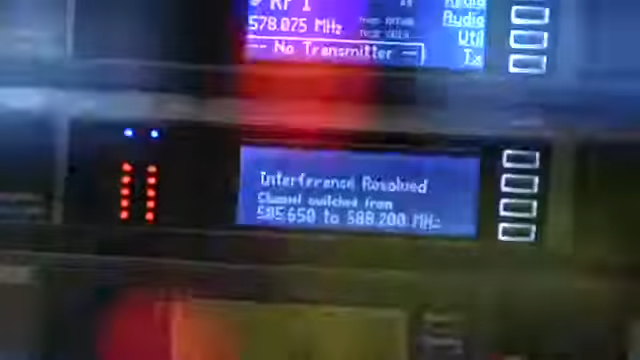 RF 1
578.075 MHz
-- No Transmitter --
Radio
Audio
Util
Tx
Interference Resolved
Channel switched from
585.650 to 588.200 MHz